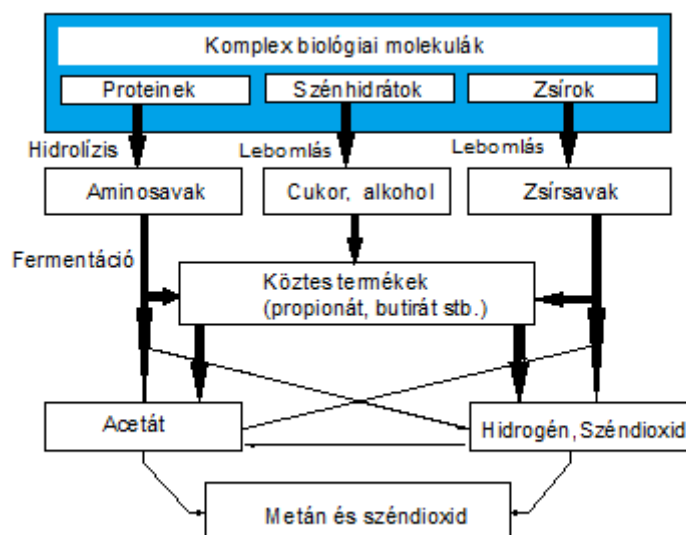 Komplex biológiai molekulák
Proteinek
Szénhidrátok
Zsírok
Hidrolízis
Lebomlás
Lebomlás
Aminosavak
Cukor, alkohol
Zsírsavak
Fermentáció
Köztes termékek
(propionát, butirát stb.)
Acetát
Hidrogén, Széndioxid
Metán és széndioxid